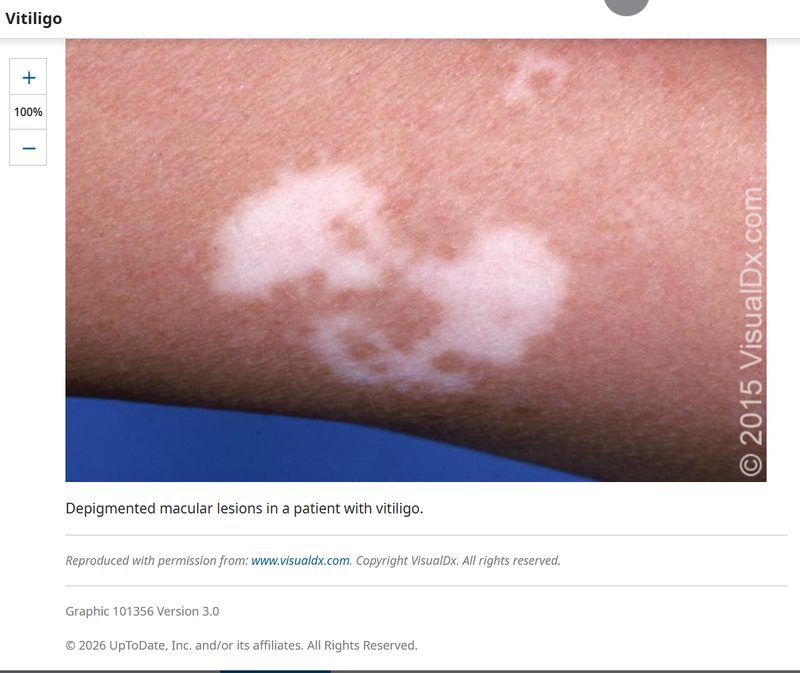 Vitiligo
+
100%
−
© 2015 VisualDx.com
Depigmented macular lesions in a patient with vitiligo.
Reproduced with permission from: www.visualdx.com. Copyright VisualDx. All rights reserved.
Graphic 101356 Version 3.0
© 2026 UpToDate, Inc. and/or its affiliates. All Rights Reserved.